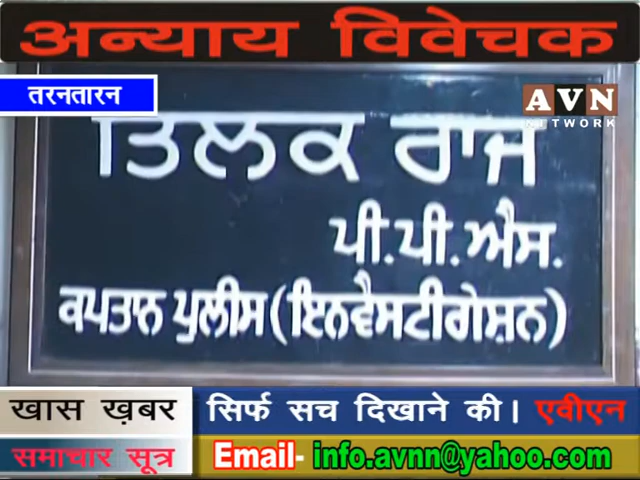 अन्याय विवेचक
तरनतारन
AVN
NETWORK
ਤਿਲਕ ਰਾਜ
ਪੀ.ਪੀ.ਐਸ.
ਕਪਤਾਨ ਪੁਲੀਸ (ਇਨਵੈਸਟੀਗੇਸ਼ਨ)
खास ख़बर
सिर्फ सच दिखाने की। एवीएन
समाचार सूत्र
Email- info.avnn@yahoo.com